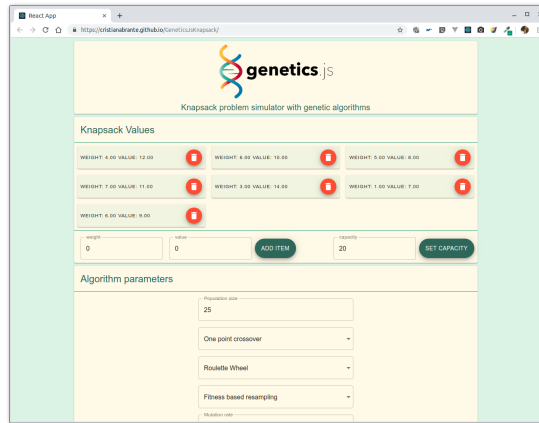 React App
https://cristianabrante.github.io/GeneticsJsKnapsack/
genetics.js
Knapsack problem simulator with genetic algorithms
Knapsack Values
WEIGHT: 4.00 VALUE: 12.00
WEIGHT: 6.00 VALUE: 10.00
WEIGHT: 5.00 VALUE: 8.00
WEIGHT: 7.00 VALUE: 11.00
WEIGHT: 3.00 VALUE: 14.00
WEIGHT: 1.00 VALUE: 7.00
WEIGHT: 6.00 VALUE: 9.00
weight
0
value
0
ADD ITEM
capacity
20
SET CAPACITY
Algorithm parameters
Population size
25
One point crossover
Roulette Wheel
Fitness based resampling
Mutation rate